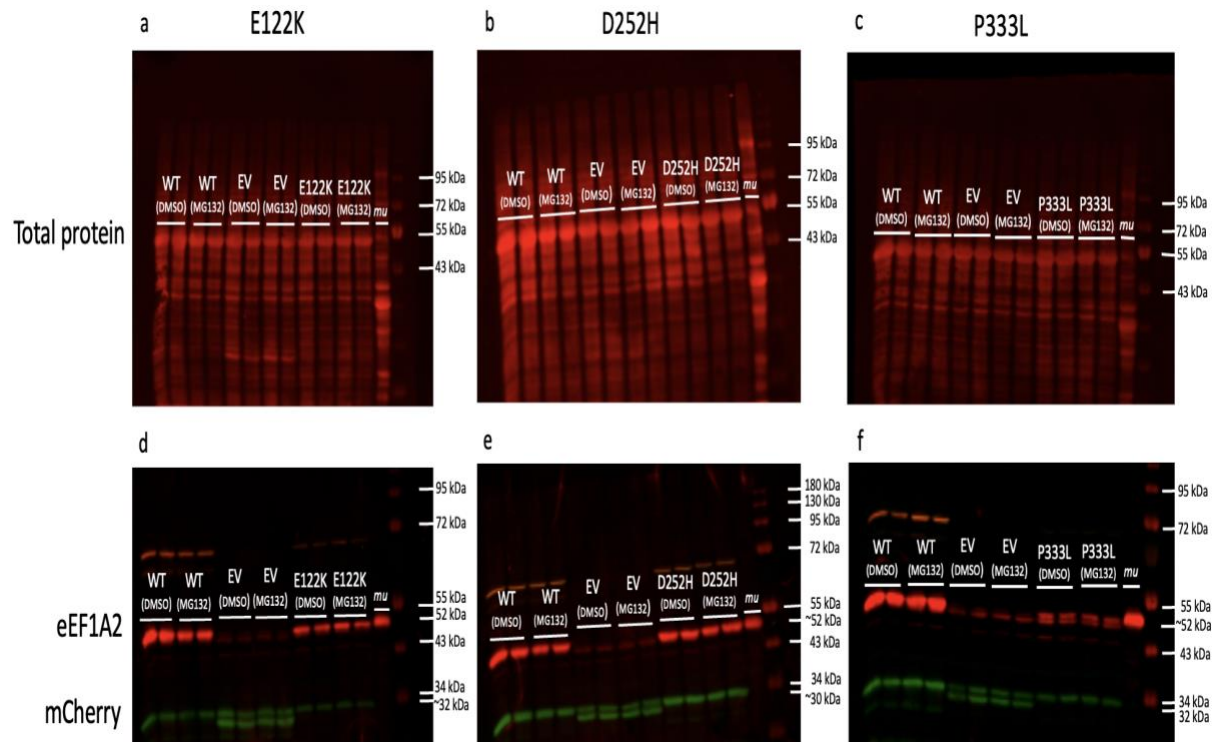 a E122K
b D252H
c P333L
Total protein
WT WT EV EV E122K E122K
(DMSO) (MG132) (DMSO) (MG132) (DMSO) (MG132) mu
95 kDa
72 kDa
55 kDa
43 kDa
WT WT EV EV D252H D252H
(DMSO) (MG132) (DMSO) (MG132) (DMSO) (MG132) mu
95 kDa
72 kDa
55 kDa
43 kDa
WT WT EV EV P333L P333L
(DMSO) (MG132) (DMSO) (MG132) (DMSO) (MG132) mu
95 kDa
72 kDa
55 kDa
43 kDa
d
e
f
eEF1A2
mCherry
WT WT EV EV E122K E122K
(DMSO) (MG132) (DMSO) (MG132) (DMSO) (MG132) mu
95 kDa
72 kDa
55 kDa
52 kDa
43 kDa
34 kDa
~32 kDa
WT WT EV EV D252H D252H
(DMSO) (MG132) (DMSO) (MG132) (DMSO) (MG132) mu
180 kDa
130 kDa
95 kDa
72 kDa
55 kDa
~52 kDa
43 kDa
34 kDa
~30 kDa
WT WT EV EV P333L P333L
(DMSO) (MG132) (DMSO) (MG132) (DMSO) (MG132) mu
95 kDa
72 kDa
55 kDa
~52 kDa
43 kDa
34 kDa
32 kDa